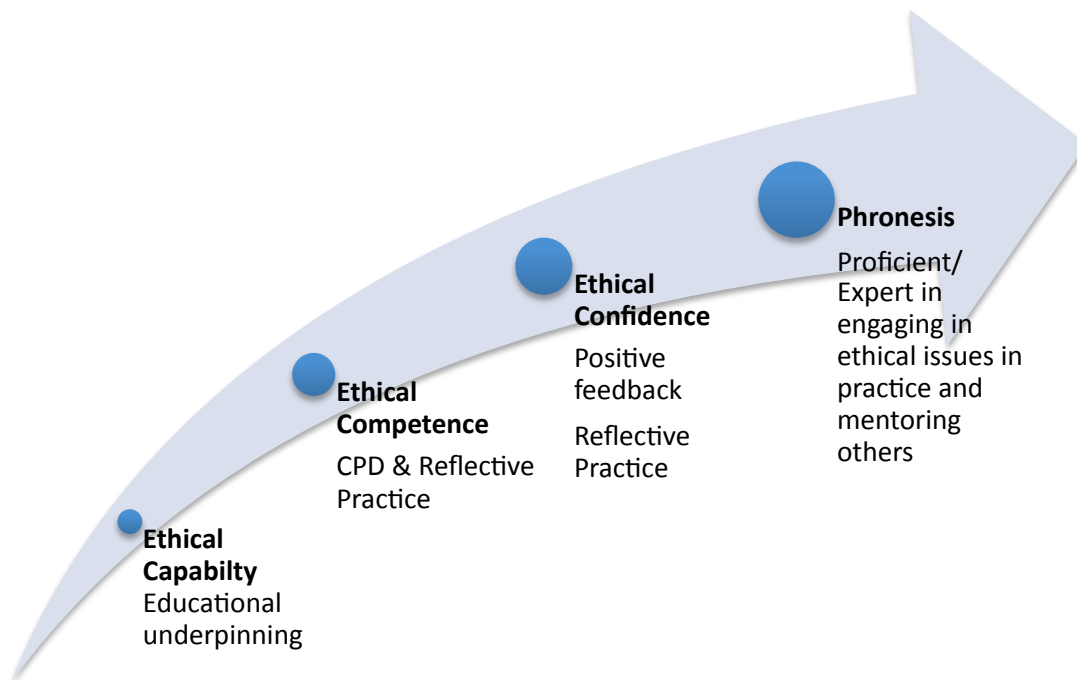 Ethical
Capabilty
Educational
underpinning
Ethical
Competence
CPD & Reflective
Practice
Ethical
Confidence
Positive
feedback
Reflective
Practice
Phronesis
Proficient/
Expert in
engaging in
ethical issues in
practice and
mentoring
others